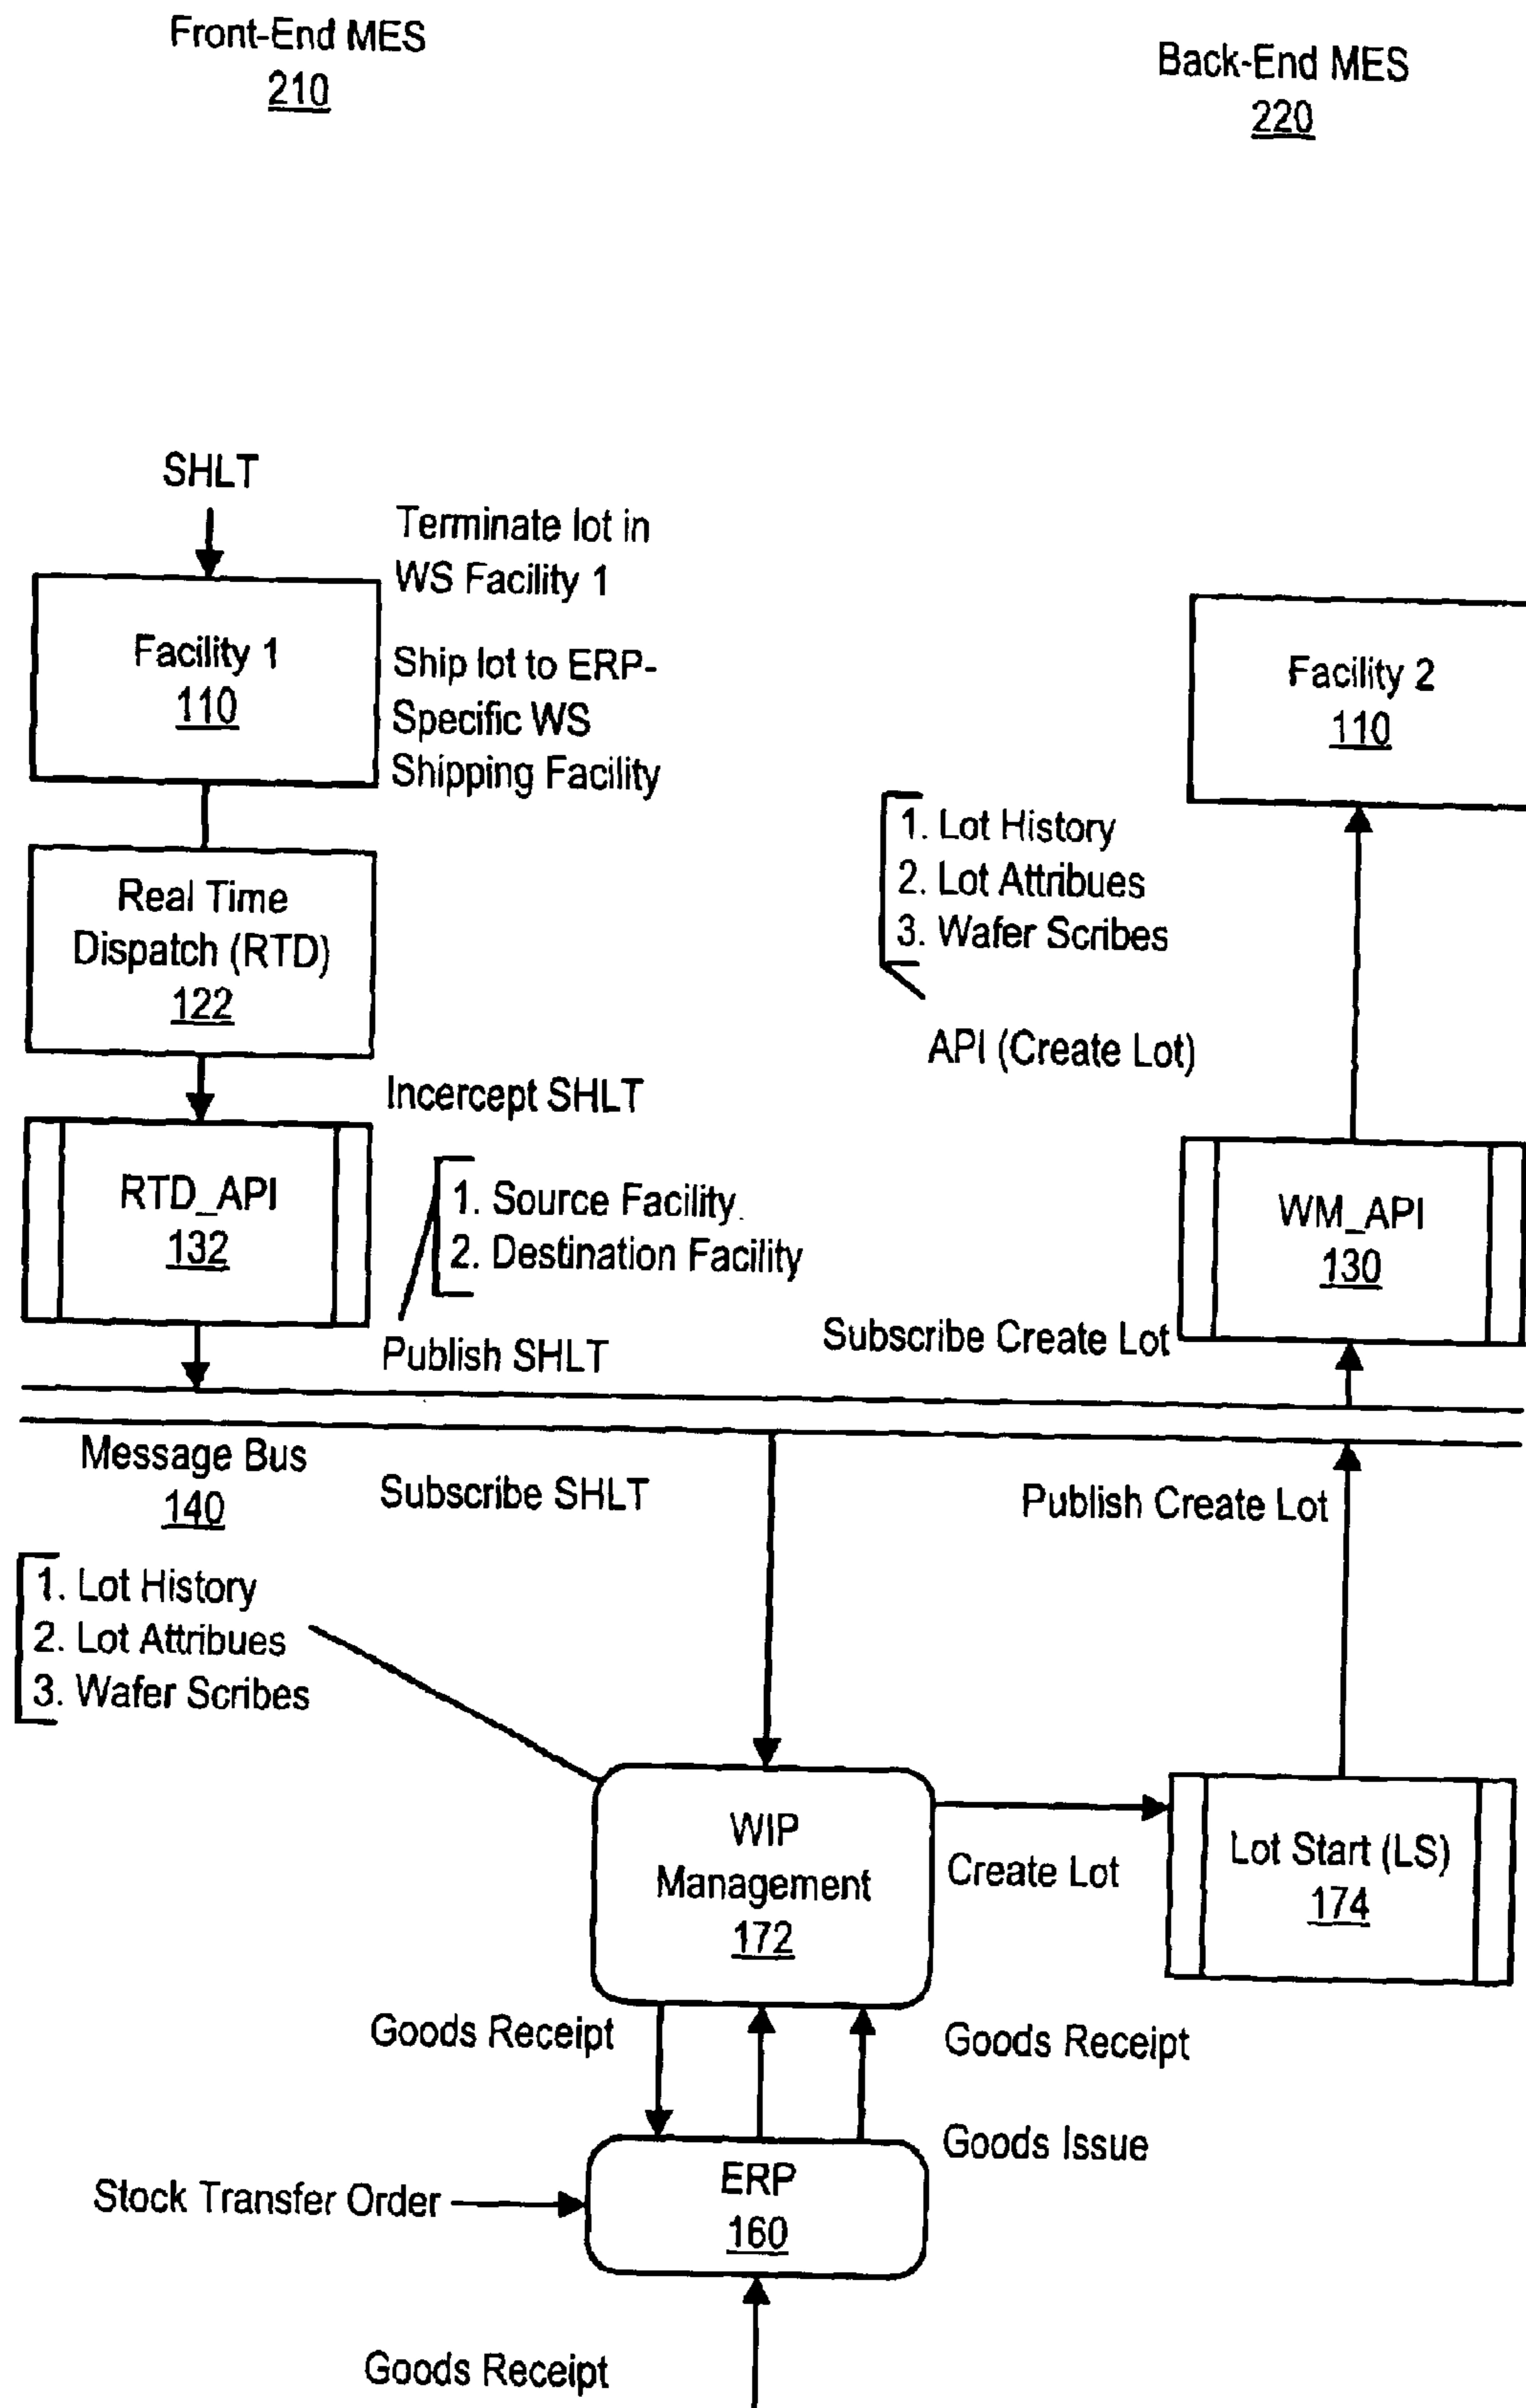 Front-End MES
210
Back-End MES
220
SHLT
Terminate lot in
WS Facility 1
Facility 1
110
Ship lot to ERP-
Specific WS
Shipping Facility
Facility 2
110
Real Time
Dispatch (RTD)
122
1. Lot History
2. Lot Attribues
3. Wafer Scribes
API (Create Lot)
Incercept SHLT
RTD_API
132
1. Source Facility
2. Destination Facility
WM_API
130
Publish SHLT
Subscribe Create Lot
Message Bus
140
Subscribe SHLT
Publish Create Lot
1. Lot History
2. Lot Attribues
3. Wafer Scribes
WIP
Management
172
Create Lot
Lot Start (LS)
174
Goods Receipt
Goods Receipt
Goods Issue
Stock Transfer Order
ERP
160
Goods Receipt